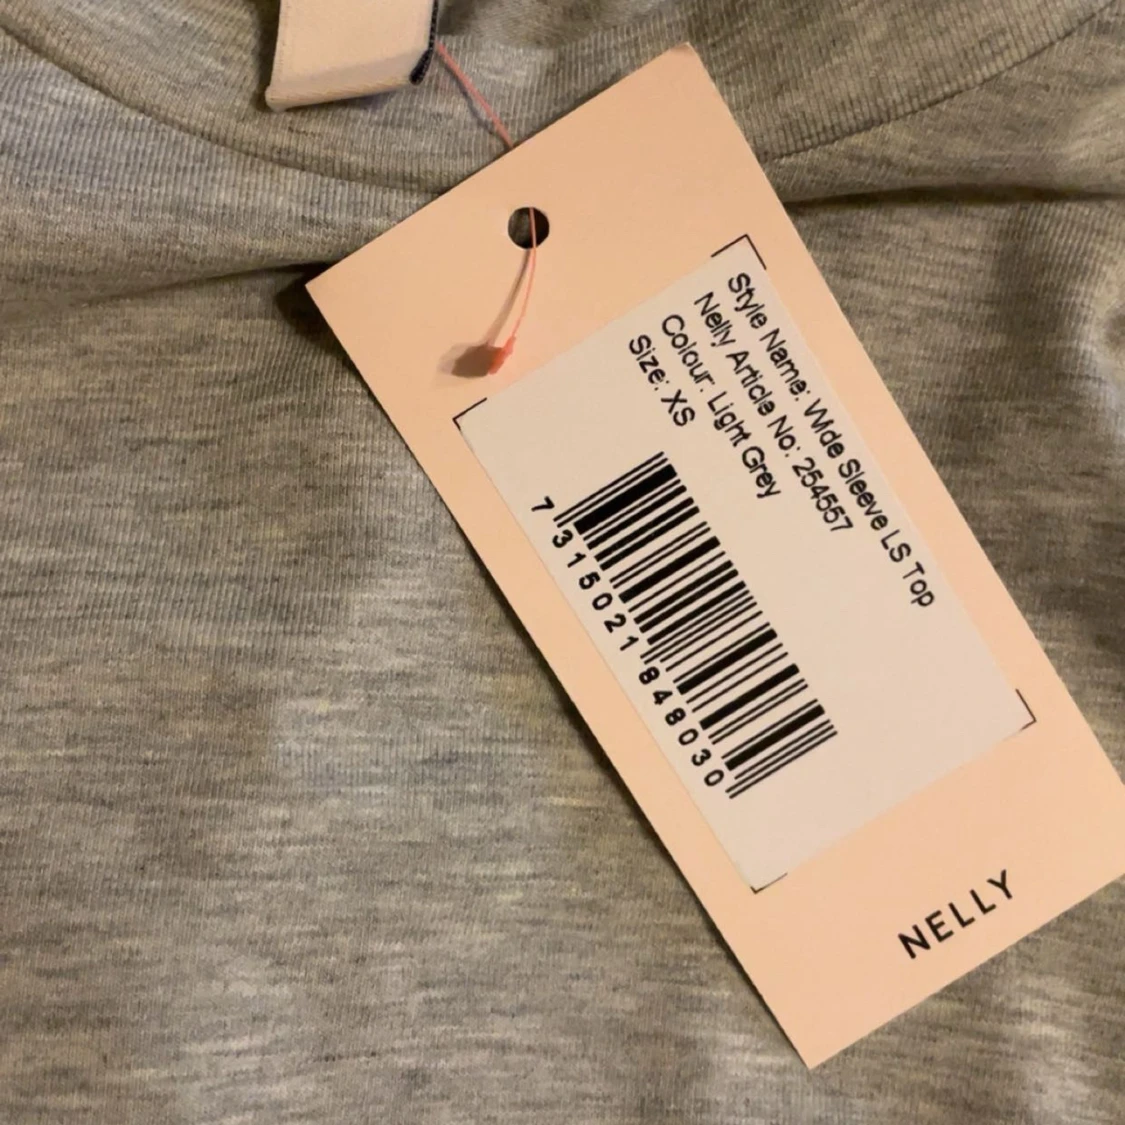 Style Name: Wide Sleeve LS Top
Nelly Article No: 254557
Colour: Light Grey
Size: XS
7 315021 848030
NELLY